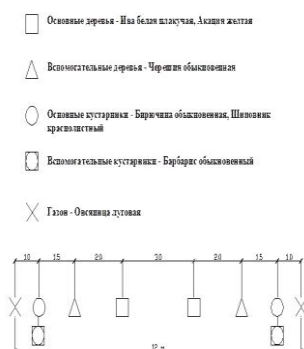 Основные деревья - Ива белая плакучая, Акация желтая
Вспомогательные деревья - Черешня обыкновенная
Основные кустарники - Бирючина обыкновенная, Шиповник
краснолистный
Вспомогательные кустарники - Барбарис обыкновенный
Газон - Овсяница луговая
10 15 20 30 20 15 10
12 м